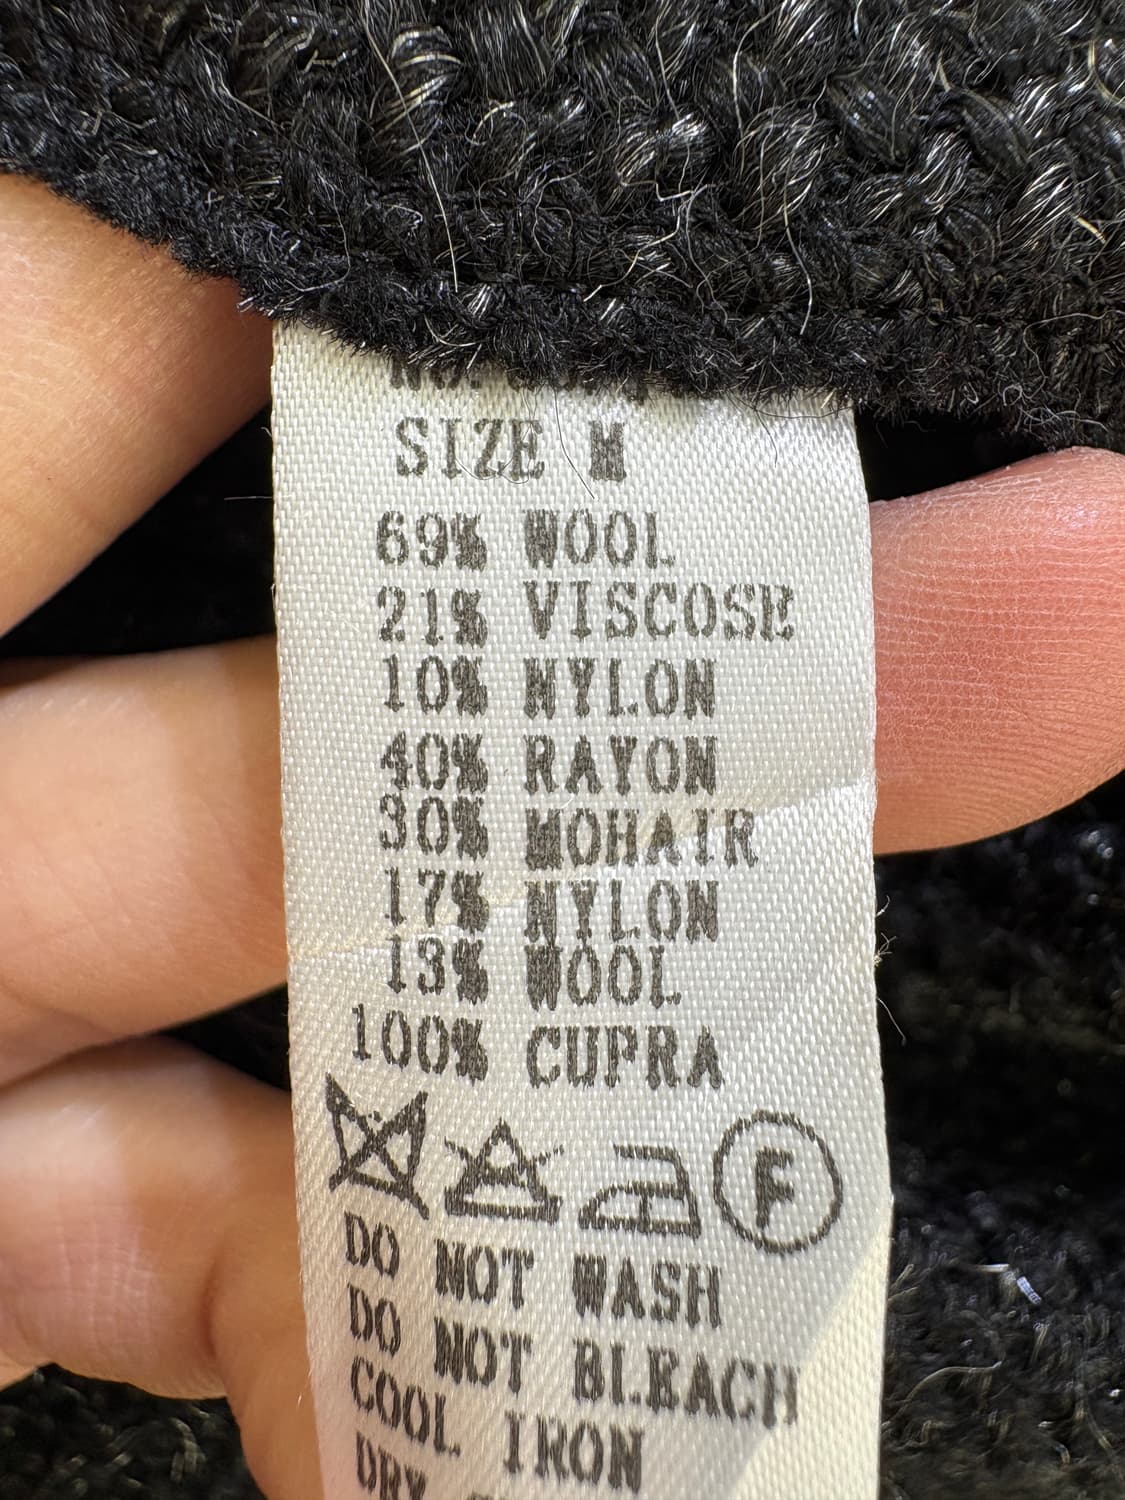 SIZE M
69% WOOL
21% VISCOSE
10% NYLON
40% RAYON
30% MOHAIR
17% NYLON
13% WOOL
100% CUPRA
F
DO NOT WASH
DO NOT BLEACH
COOL IRON
DRY